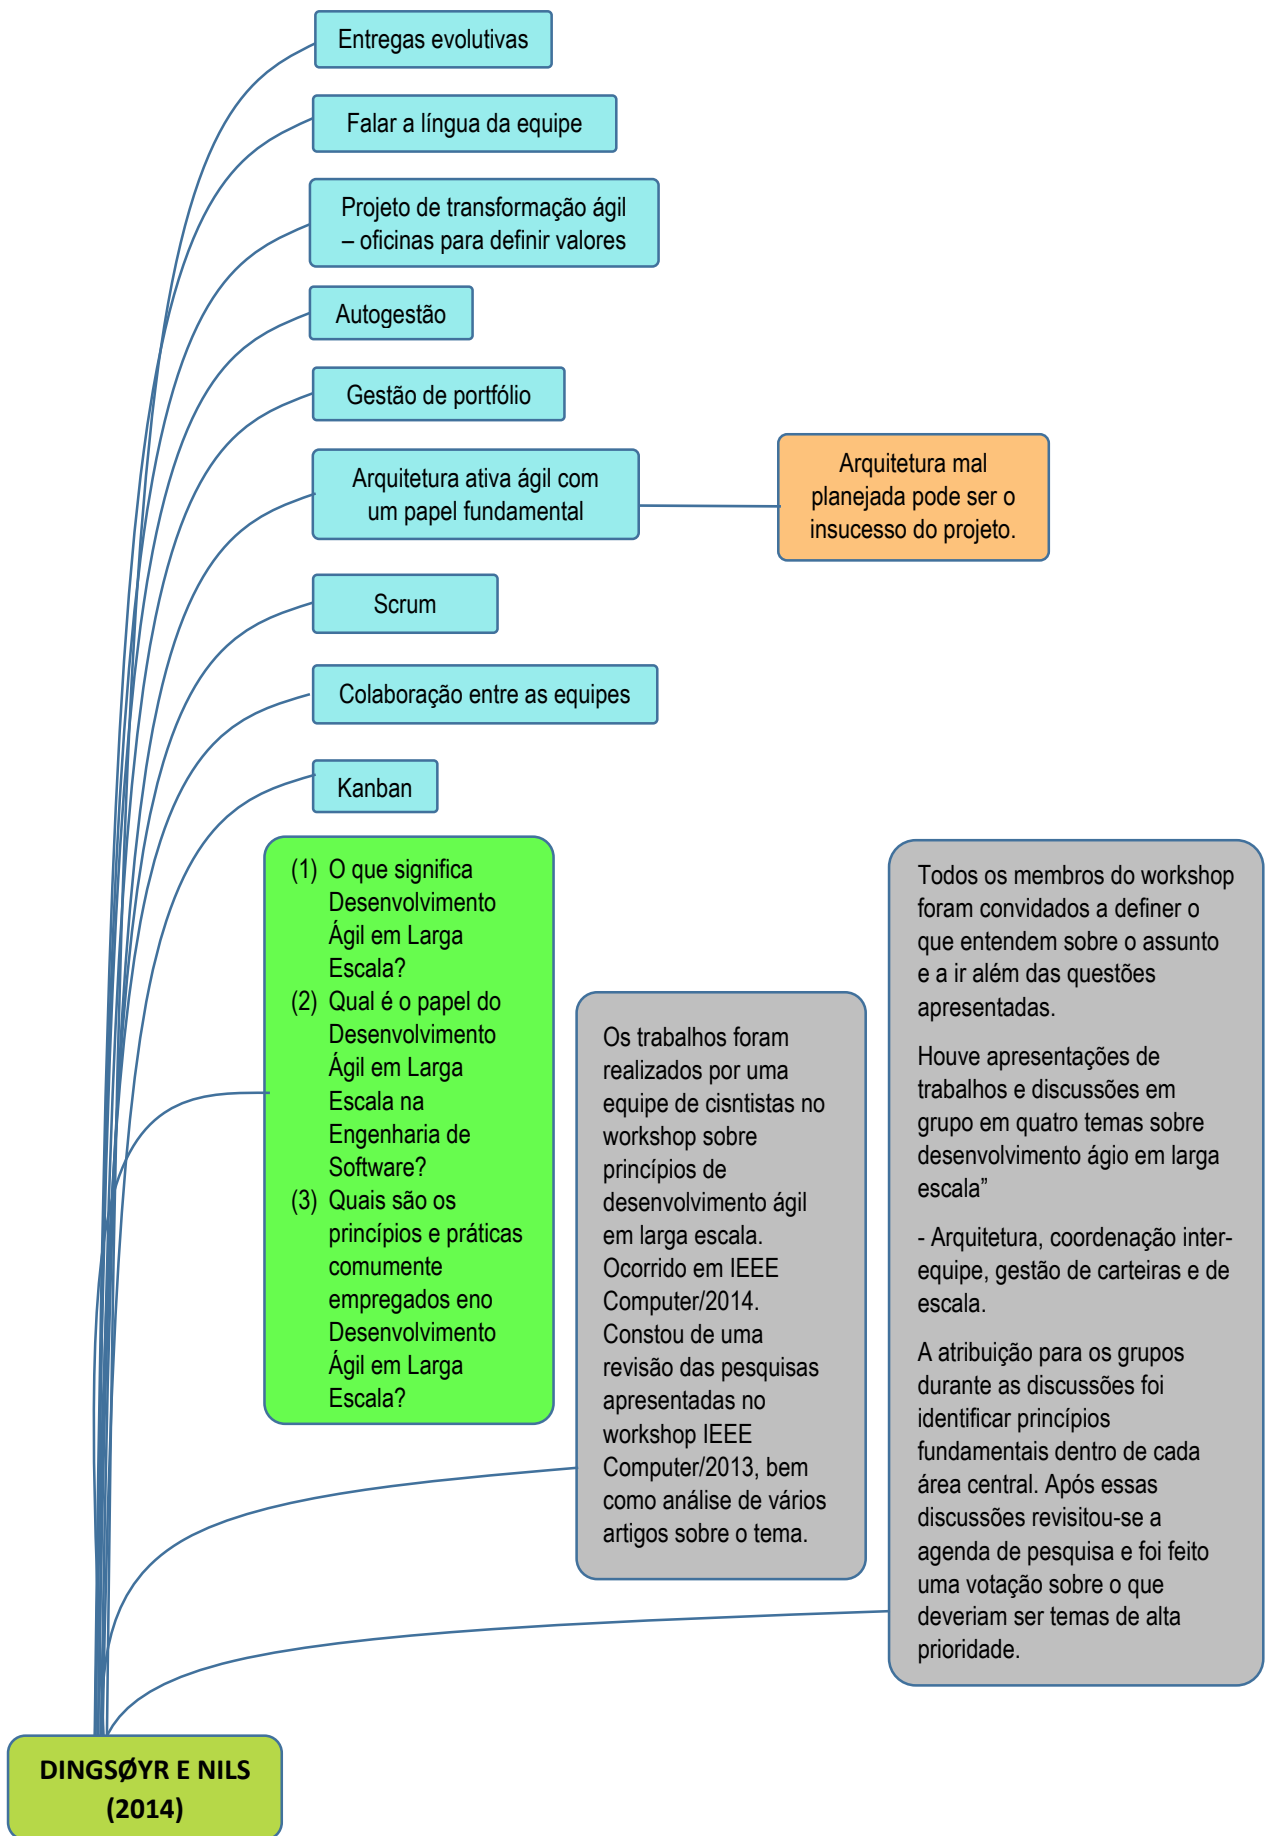 Entregas evolutivas
Falar a língua da equipe
Projeto de transformação ágil
– oficinas para definir valores
Autogestão
Gestão de portfólio
Arquitetura ativa ágil com
um papel fundamental
Arquitetura mal
planejada pode ser o
insucesso do projeto.
Scrum
Colaboração entre as equipes
Kanban
(1) O que significa
Desenvolvimento
Ágil em Larga
Escala?
(2) Qual é o papel do
Desenvolvimento
Ágil em Larga
Escala na
Engenharia de
Software?
(3) Quais são os
princípios e práticas
comumente
empregados eno
Desenvolvimento
Ágil em Larga
Escala?
Os trabalhos foram
realizados por uma
equipe de cisntistas no
workshop sobre
princípios de
desenvolvimento ágil
em larga escala.
Ocorrido em IEEE
Computer/2014.
Constou de uma
revisão das pesquisas
apresentadas no
workshop IEEE
Computer/2013, bem
como análise de vários
artigos sobre o tema.
Todos os membros do workshop
foram convidados a definer o
que entendem sobre o assunto
e a ir além das questões
apresentadas.
Houve apresentações de
trabalhos e discussões em
grupo em quatro temas sobre
desenvolvimento ágio em larga
escala”
- Arquitetura, coordenação inter-
equipe, gestão de carteiras e de
escala.
A atribuição para os grupos
durante as discussões foi
identificar princípios
fundamentais dentro de cada
área central. Após essas
discussões revisitou-se a
agenda de pesquisa e foi feito
uma votação sobre o que
deveriam ser temas de alta
prioridade.
DINGSØYR E NILS
(2014)